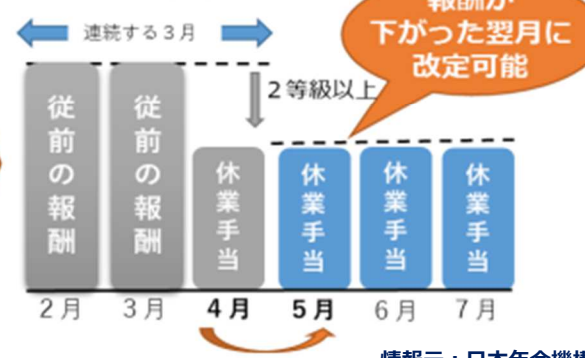 連続する3月
報酬が
下がった翌月に
改定可能
2等級以上
従前の報酬
従前の報酬
休業手当
休業手当
休業手当
休業手当
2月
3月
4月
5月
6月
7月
情報元:日本年金機構